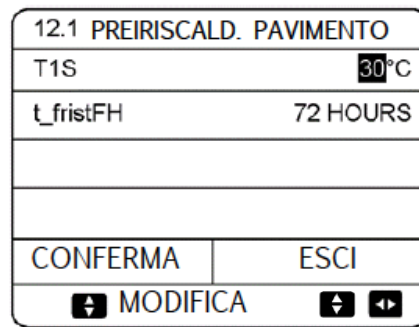 12.1 PREIRISCALD. PAVIMENTO
T1S 30°C
t_fristFH 72 HOURS
CONFERMA ESCI
MODIFICA